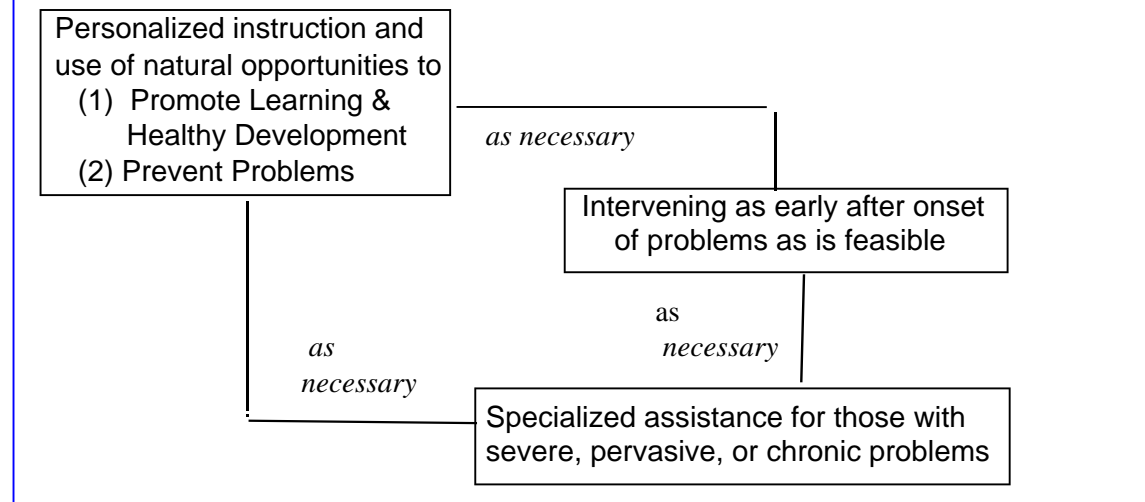 Personalized instruction and
use of natural opportunities to
(1) Promote Learning &
Healthy Development
(2) Prevent Problems
as necessary
Intervening as early after onset
of problems as is feasible
as
necessary
as
necessary
Specialized assistance for those with
severe, pervasive, or chronic problems